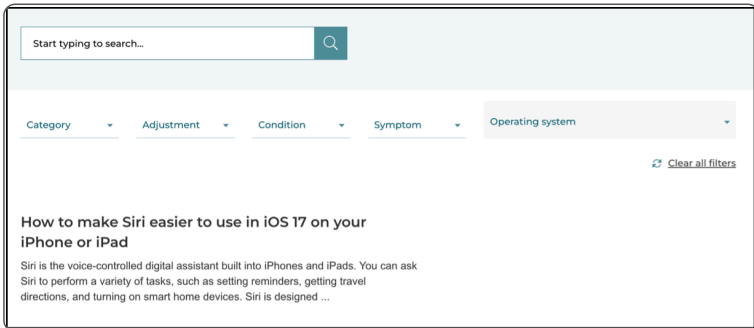 Start typing to search...
Category
Adjustment
Condition
Symptom
Operating system
Clear all filters
How to make Siri easier to use in iOS 17 on your
iPhone or iPad
Siri is the voice-controlled digital assistant built into iPhones and iPads. You can ask
Siri to perform a variety of tasks, such as setting reminders, getting travel
directions, and turning on smart home devices. Siri is designed ...